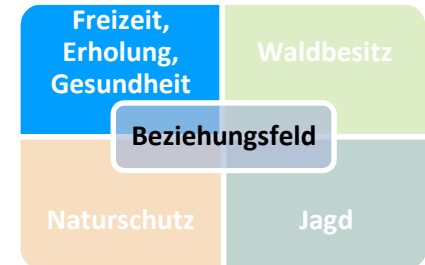 Freizeit,
Erholung,
Gesundheit
Waldbesitz
Beziehungsfeld
Naturschutz
Jagd